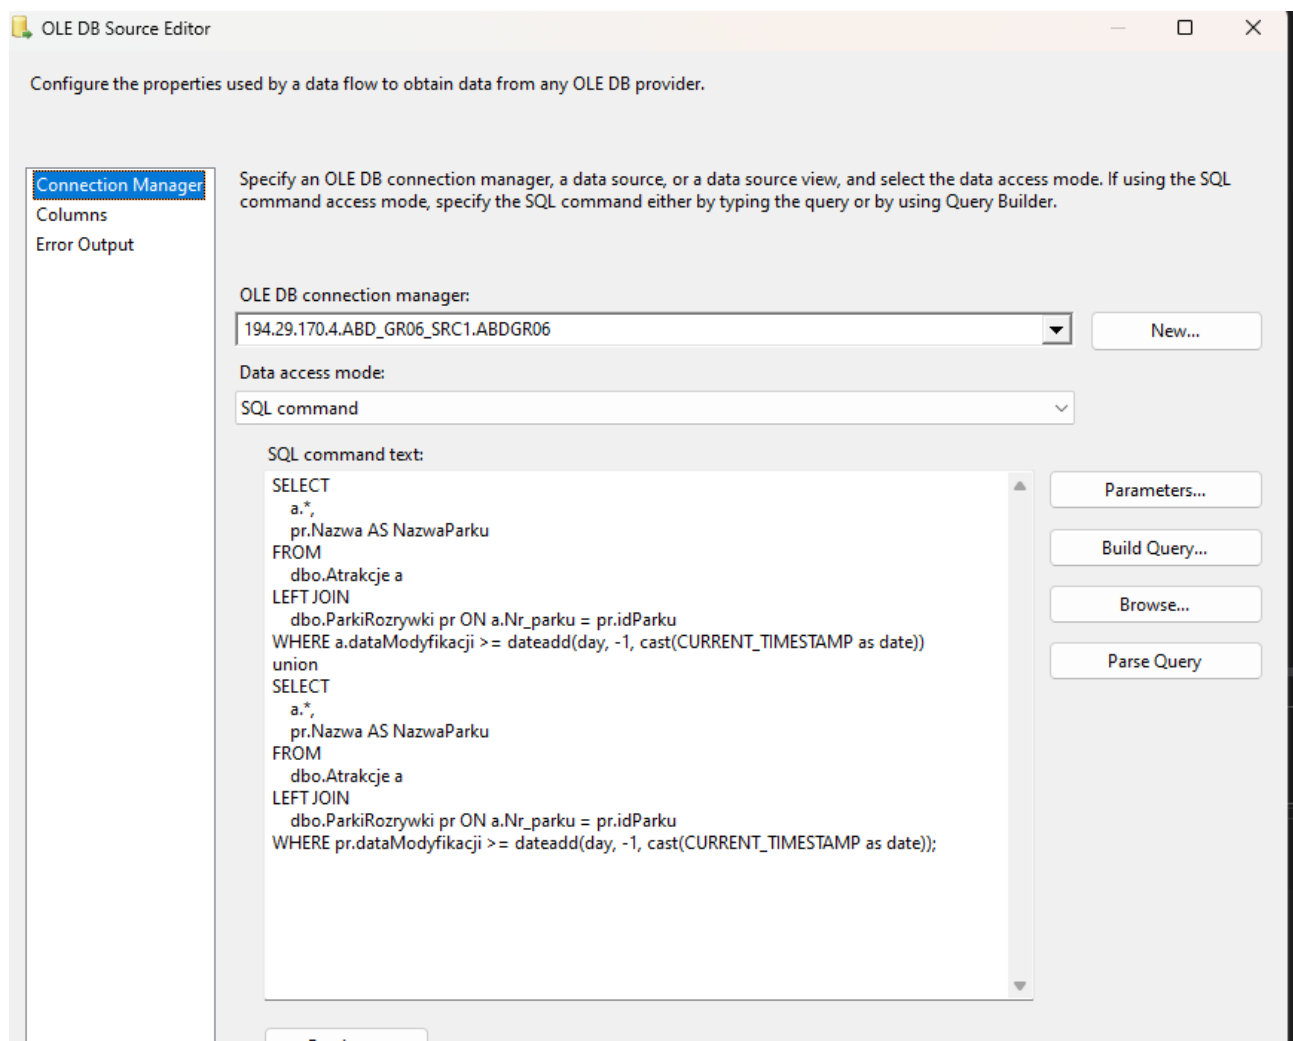 OLE DB Source Editor
Configure the properties used by a data flow to obtain data from any OLE DB provider.
Connection Manager
Columns
Error Output
Specify an OLE DB connection manager, a data source, or a data source view, and select the data access mode. If using the SQL
command access mode, specify the SQL command either by typing the query or by using Query Builder.
OLE DB connection manager:
194.29.170.4.ABD_GR06_SRC1.ABDGR06
New...
Data access mode:
SQL command
SQL command text:
SELECT
a.*,
pr.Nazwa AS NazwaParku
FROM
dbo.Atrakcje a
LEFT JOIN
dbo.ParkiRozrywki pr ON a.Nr_parku = pr.idParku
WHERE a.dataModyfikacji >= dateadd(day, -1, cast(CURRENT_TIMESTAMP as date))
union
SELECT
a.*,
pr.Nazwa AS NazwaParku
FROM
dbo.Atrakcje a
LEFT JOIN
dbo.ParkiRozrywki pr ON a.Nr_parku = pr.idParku
WHERE pr.dataModyfikacji >= dateadd(day, -1, cast(CURRENT_TIMESTAMP as date));
Parameters...
Build Query...
Browse...
Parse Query